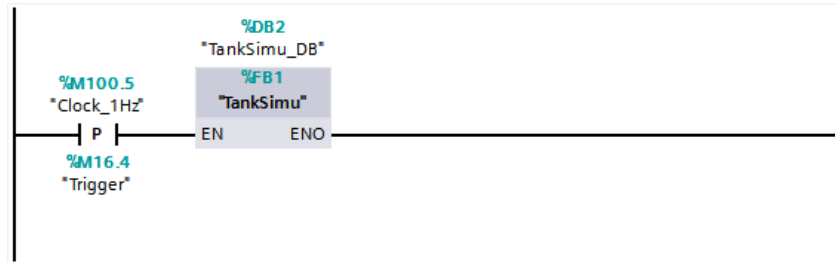 %DB2
"TankSimu_DB"
%M100.5
"Clock_1Hz"
%FB1
"TankSimu"
P
EN
ENO
%M16.4
"Trigger"